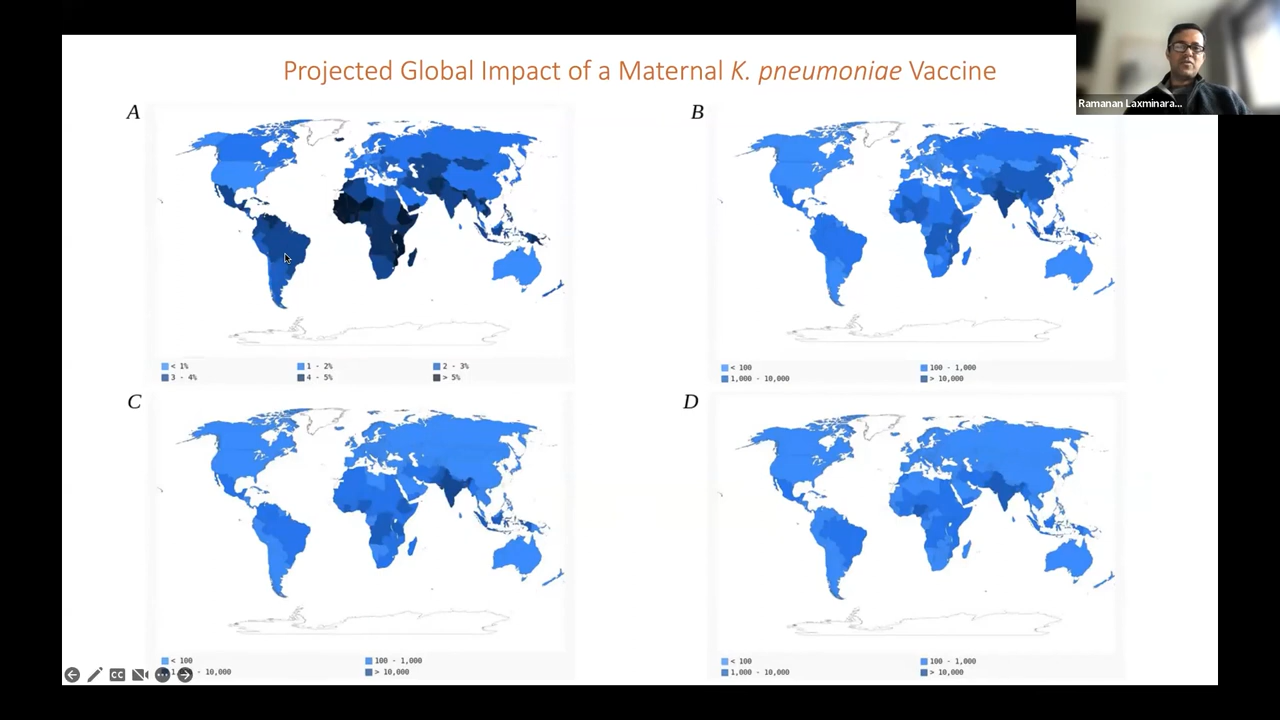 Projected Global Impact of a Maternal K. pneumoniae Vaccine
Ramanan Laxminara...
A
B
< 1%
1 - 2%
2 - 3%
3 - 4%
4 - 5%
> 5%
< 100
100 - 1,000
1,000 - 10,000
> 10,000
C
D
< 100
100 - 1,000
- 10,000
> 10,000
< 100
100 - 1,000
1,000 - 10,000
> 10,000
CC